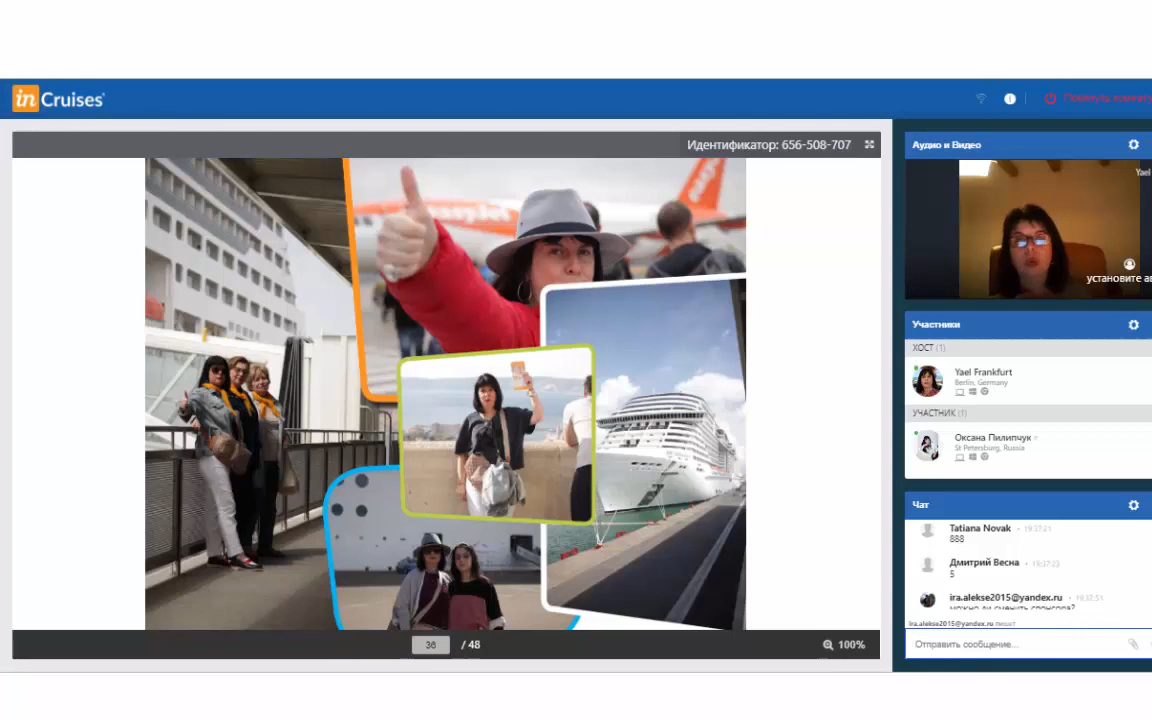 inCruises
Покинуть комнату
Идентификатор: 656-508-707
Аудио и Видео
Yael
установите
Участники
ХОСТ (1)
Yael Frankfurt
Berlin, Germany
УЧАСТНИК (1)
Оксана Пилипчук
St Petersburg, Russia
Чат
Tatiana Novak • 19:37:21
888
Дмитрий Весна • 19:37:23
5
ira.alekse2015@yandex.ru • 19:37:51
можно ли сменить спонсора?
ira.alekse2015@yandex.ru пишет
Отправить сообщение...
36 / 48
100%